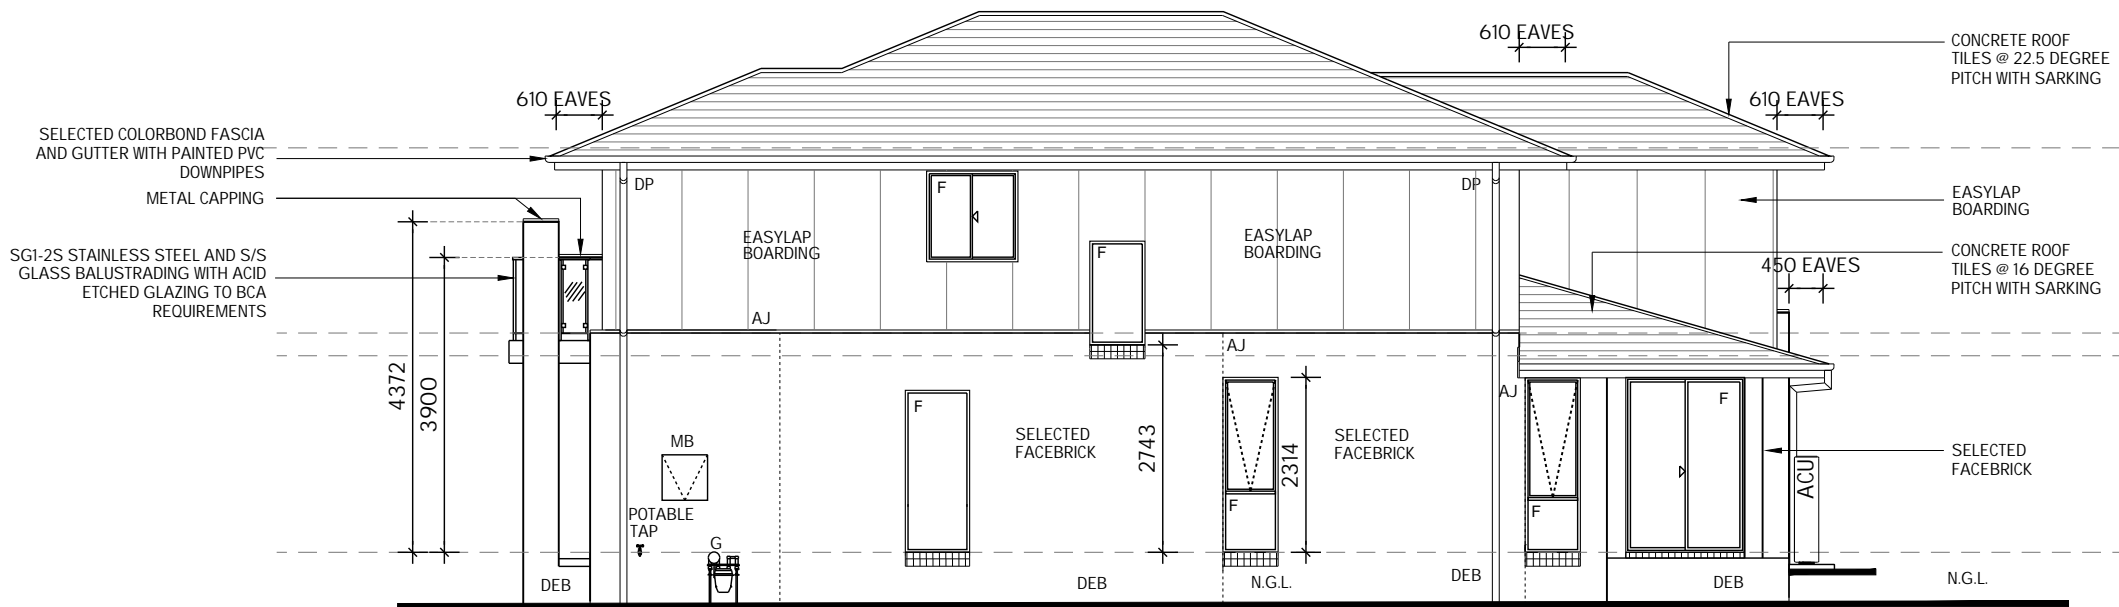 610 EAVES
CONCRETE ROOF
TILES @ 22.5 DEGREE
PITCH WITH SARKING
610 EAVES
610 EAVES
SELECTED COLORBOND FASCIA
AND GUTTER WITH PAINTED PVC
DOWNPIPES
METAL CAPPING
SG1-2S STAINLESS STEEL AND S/S
GLASS BALUSTRADING WITH ACID
ETCHED GLAZING TO BCA
REQUIREMENTS
DP
F
DP
EASYLAP
BOARDING
EASYLAP
BOARDING
F
EASYLAP
BOARDING
CONCRETE ROOF
TILES @ 16 DEGREE
PITCH WITH SARKING
450 EAVES
AJ
AJ
AJ
4372
3900
F
MB
SELECTED
FACEBRICK
2743
2314
SELECTED
FACEBRICK
F
SELECTED
FACEBRICK
ACU
POTABLE
TAP
G
F
F
DEB
DEB
N.G.L.
DEB
DEB
N.G.L.